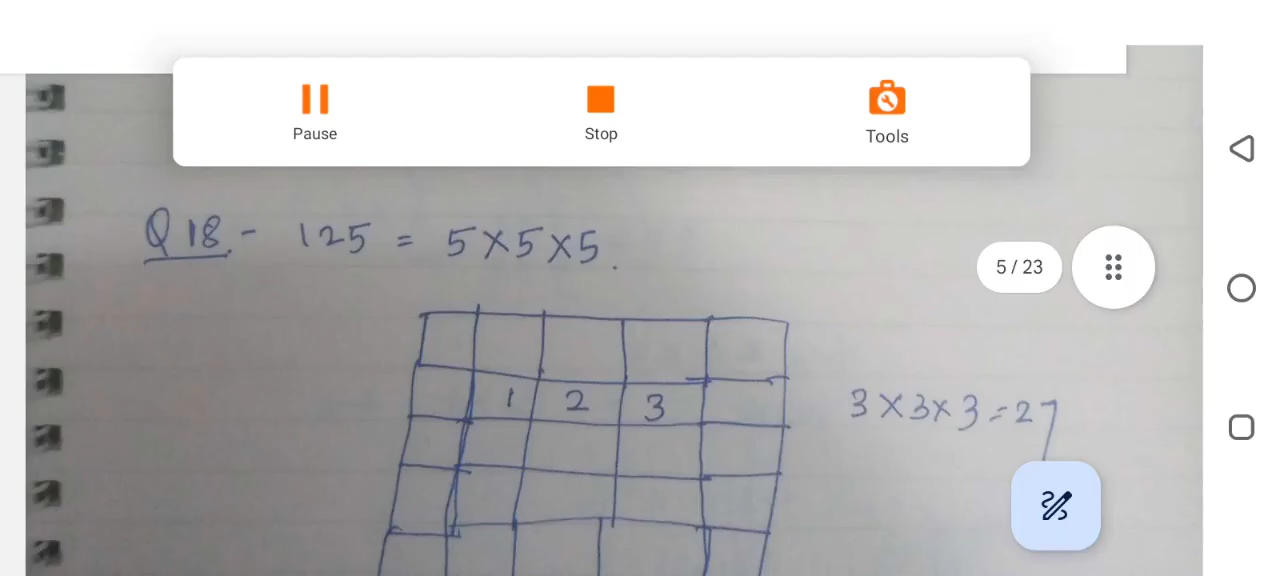 Pause Stop Tools
Q18.- 125 = 5×5×5.
5 / 23
1 2 3
3×3×3=27